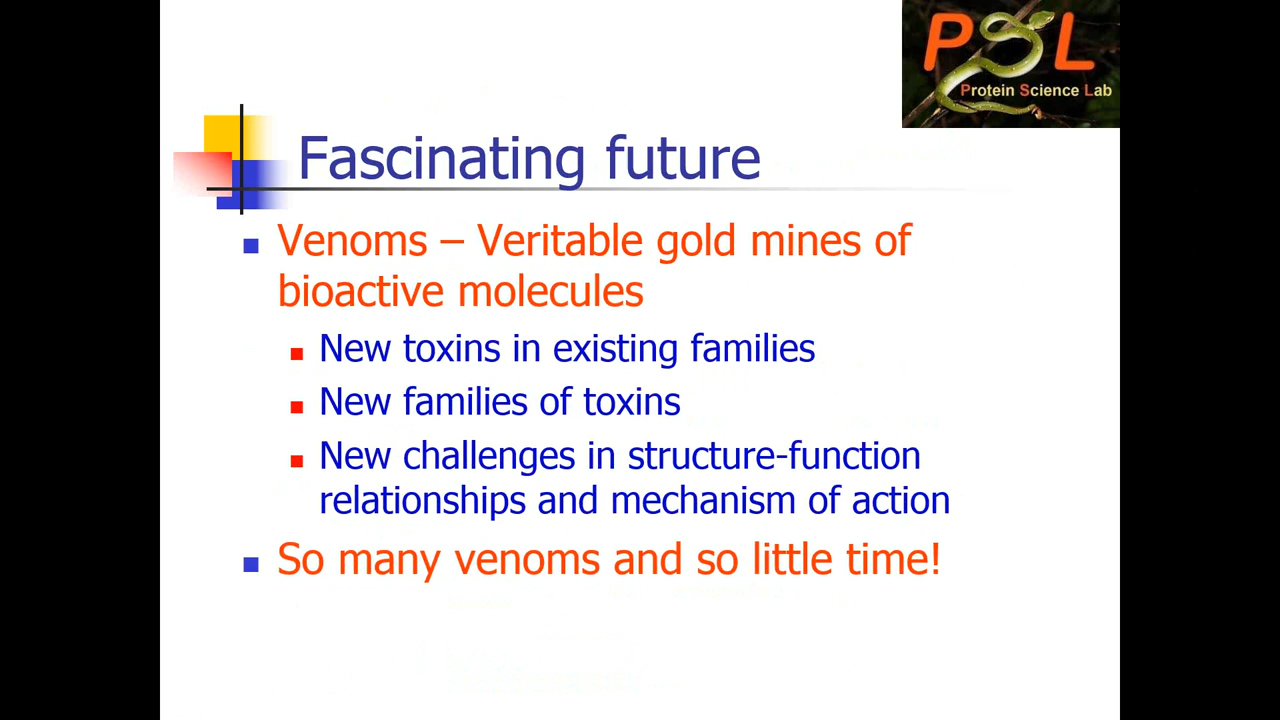 PSL
Protein Science Lab
Fascinating future
Venoms – Veritable gold mines of
bioactive molecules
New toxins in existing families
New families of toxins
New challenges in structure-function
relationships and mechanism of action
So many venoms and so little time!